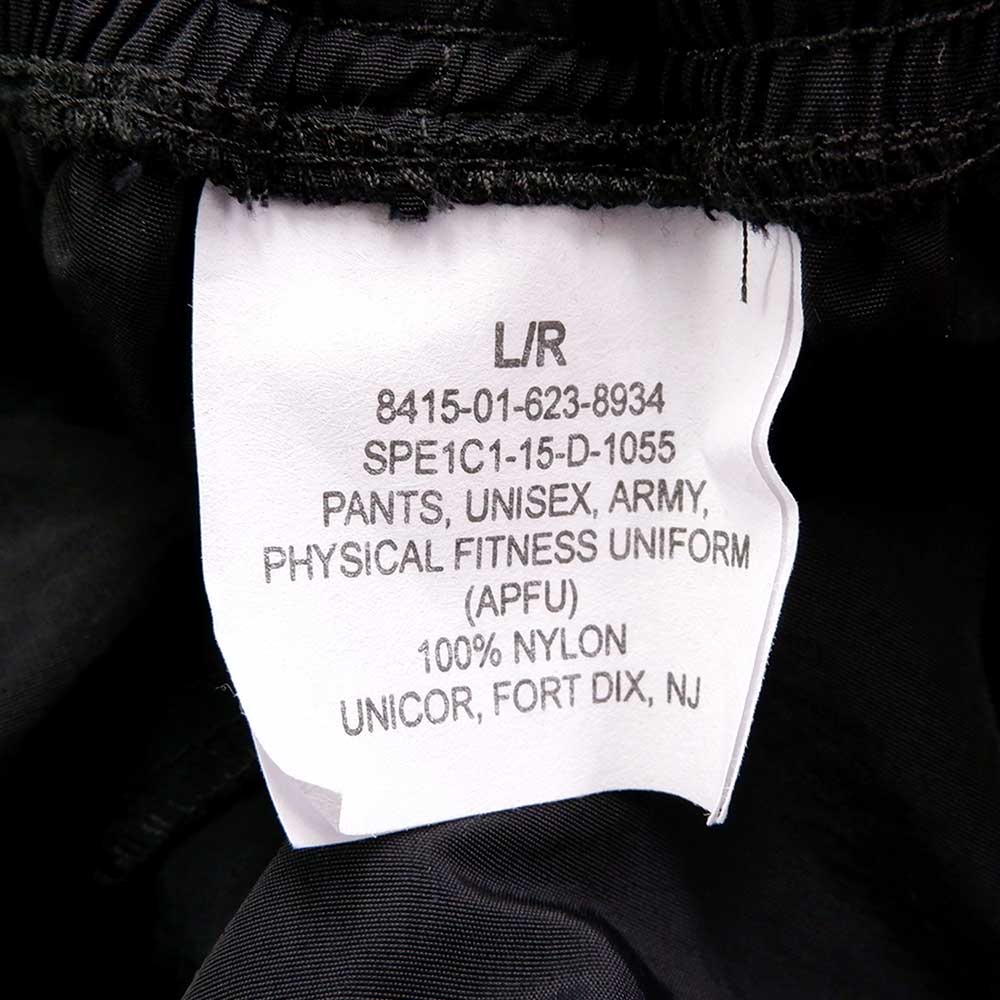 L/R
8415-01-623-8934
SPE1C1-15-D-1055
PANTS, UNISEX, ARMY,
PHYSICAL FITNESS UNIFORM
(APFU)
100% NYLON
UNICOR, FORT DIX, NJ